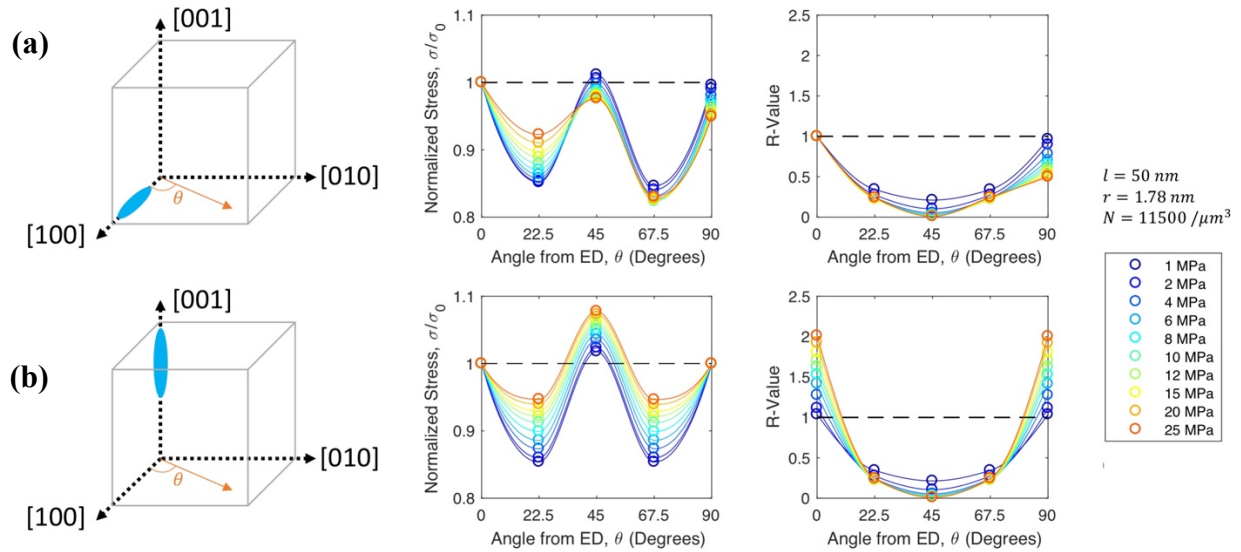 (a)
[001]
[010]
[100]
θ
Normalized Stress, σ/σ0
1.1
1
0.9
0.8
0 22.5 45 67.5 90
Angle from ED, θ (Degrees)
R-Value
2.5
2
1.5
1
0.5
0
0 22.5 45 67.5 90
Angle from ED, θ (Degrees)
l = 50 nm
r = 1.78 nm
N = 11500 /μm³
1 MPa
2 MPa
4 MPa
6 MPa
8 MPa
10 MPa
12 MPa
15 MPa
20 MPa
25 MPa
(b)
[001]
[010]
[100]
θ
Normalized Stress, σ/σ0
1.1
1
0.9
0.8
0 22.5 45 67.5 90
Angle from ED, θ (Degrees)
R-Value
2.5
2
1.5
1
0.5
0
0 22.5 45 67.5 90
Angle from ED, θ (Degrees)